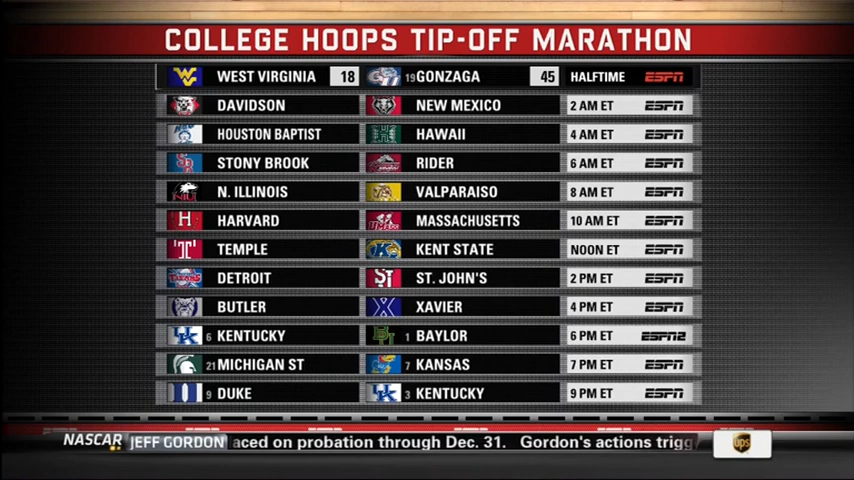 COLLEGE HOOPS TIP-OFF MARATHON
WEST VIRGINIA 18 19 GONZAGA 45 HALFTIME ESPN
DAVIDSON NEW MEXICO 2 AM ET ESPN
HOUSTON BAPTIST HAWAII 4 AM ET ESPN
STONY BROOK RIDER 6 AM ET ESPN
NIU N. ILLINOIS VALPARAISO 8 AM ET ESPN
H HARVARD MASSACHUSETTS 10 AM ET ESPN
T TEMPLE KENT STATE NOON ET ESPN
DETROIT ST. JOHN'S 2 PM ET ESPN
BUTLER X XAVIER 4 PM ET ESPN
UK 6 KENTUCKY 1 BAYLOR 6 PM ET ESPN2
21 MICHIGAN ST 7 KANSAS 7 PM ET ESPN
D 9 DUKE UK 3 KENTUCKY 9 PM ET ESPN
NASCAR JEFF GORDON aced on probation through Dec. 31. Gordon's actions trigg ups